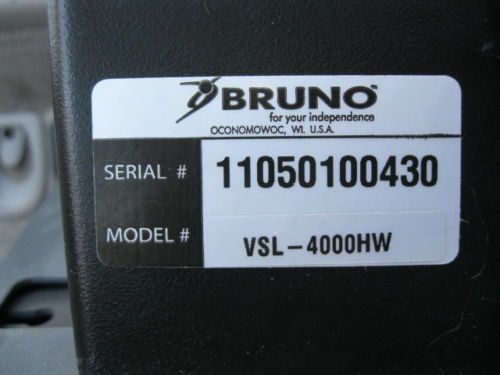 BRUNO
for your independence
OCONOMOWOC, WI. U.S.A.
SERIAL # 11050100430
MODEL # VSL-4000HW